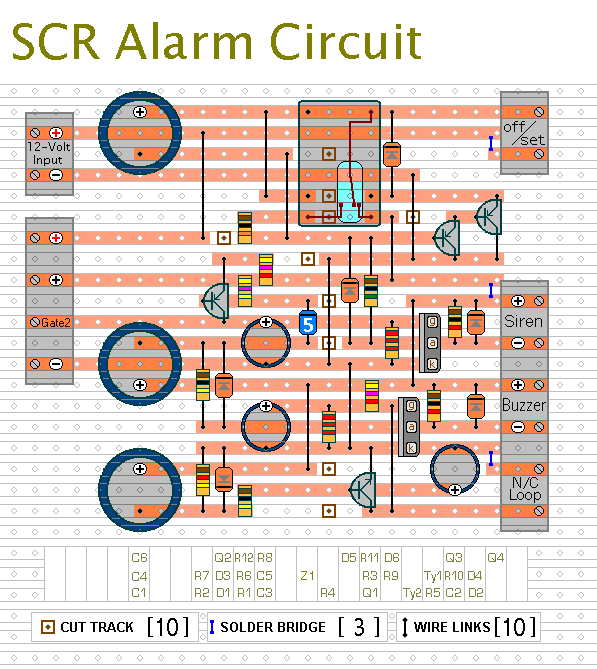 SCR Alarm Circuit
off/set
12-Volt
Input
Gate2
5
g
a
k
Siren
g
a
k
Buzzer
N/C
Loop
C6 Q2 R12 R8 D5 R11 D6 Q3 Q4
C4 R7 D3 R6 C5 Z1 R3 R9 Ty1 R10 D4
C1 R2 D1 R1 C3 R4 Q1 Ty2 R5 C2 D2
CUT TRACK [10] SOLDER BRIDGE [ 3 ] WIRE LINKS [10]